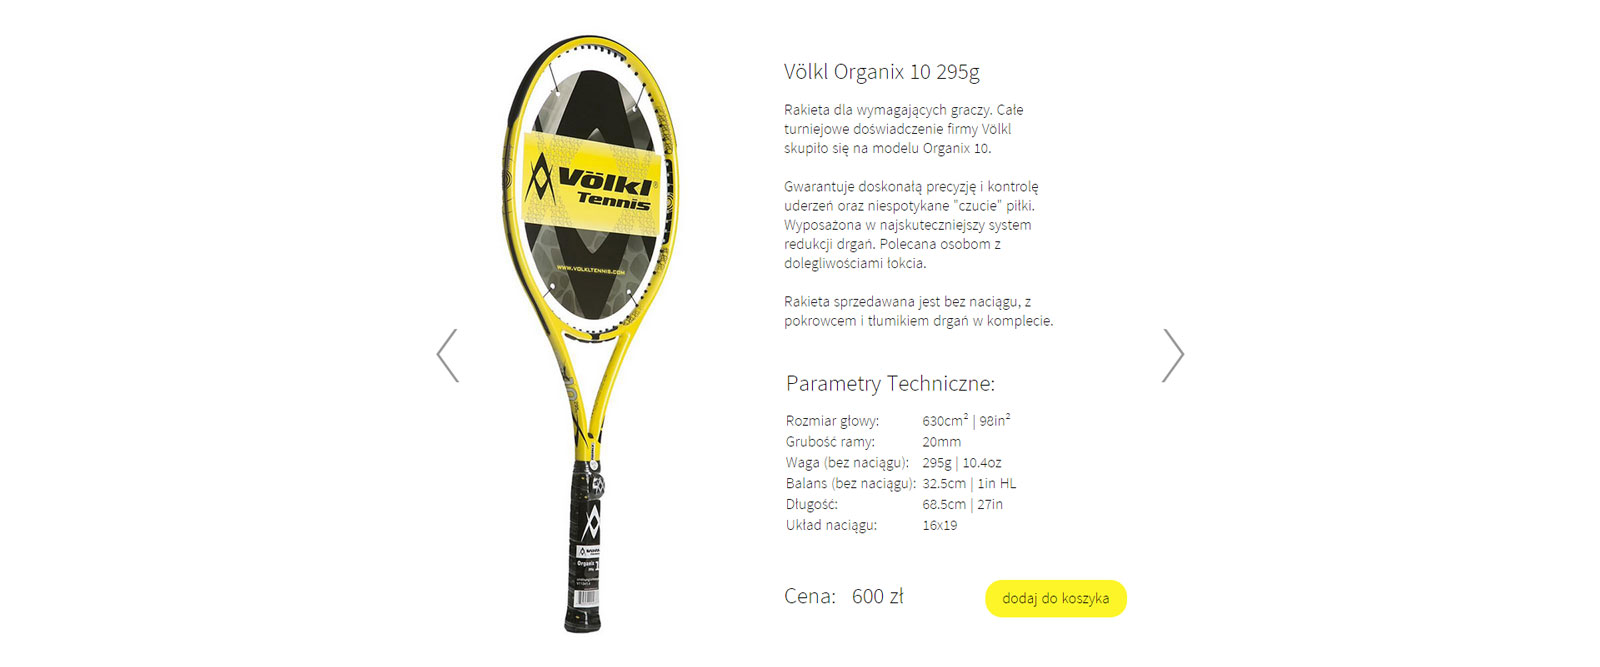 Völkl
Tennis
WWW.VOLKLTENNIS.COM
Organix
Völkl Organix 10 295g
Rakieta dla wymagających graczy. Całe
turniejowe doświadczenie firmy Völkl
skupiło się na modelu Organix 10.
Gwarantuje doskonałą precyzję i kontrolę
uderzeń oraz niespotykane "czucie" piłki.
Wyposażona w najskuteczniejszy system
redukcji drgań. Polecana osobom z
dolegliwościami łokcia.
Rakieta sprzedawana jest bez naciągu, z
pokrowcem i tłumikiem drgań w komplecie.
Parametry Techniczne:
Rozmiar głowy: 630cm² | 98in²
Grubość ramy: 20mm
Waga (bez naciągu): 295g | 10.4oz
Balans (bez naciągu): 32.5cm | 1in HL
Długość: 68.5cm | 27in
Układ naciągu: 16x19
Cena: 600 zł
dodaj do koszyka